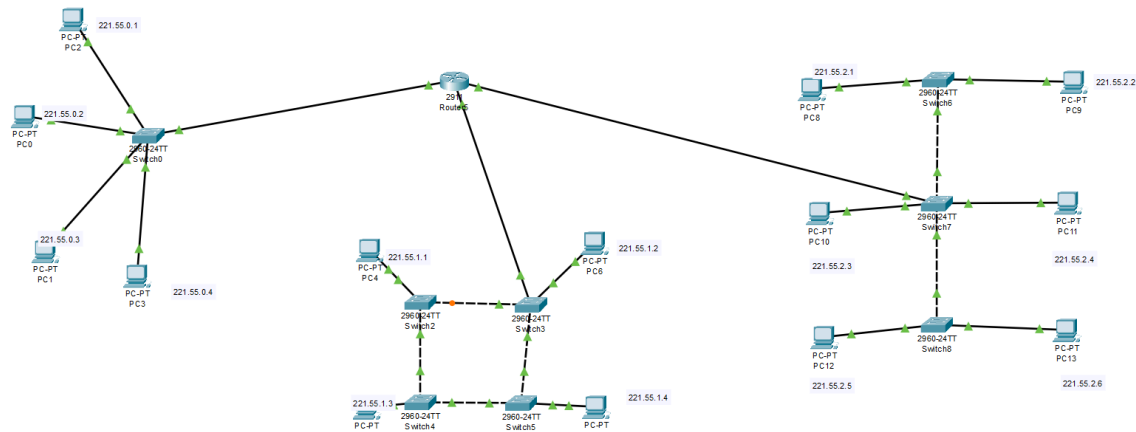 221.55.0.1
PC-PT
PC2
221.55.0.2
PC-PT
PC0
2960-24TT
Switch0
221.55.0.3
PC-PT
PC1
PC-PT
PC3
221.55.0.4
2911
221.55.1.1
PC-PT
PC4
221.55.1.2
PC-PT
PC6
2960-24TT
Switch2
2960-24TT
Switch3
221.55.1.3
PC-PT
2960-24TT
Switch4
2960-24TT
Switch5
221.55.1.4
PC-PT
221.55.2.1
PC-PT
PC8
2960-24TT
Switch6
221.55.2.2
PC-PT
PC9
PC-PT
PC10
221.55.2.3
2960-24TT
Switch7
PC-PT
PC11
221.55.2.4
PC-PT
PC12
221.55.2.5
2960-24TT
Switch8
PC-PT
PC13
221.55.2.6